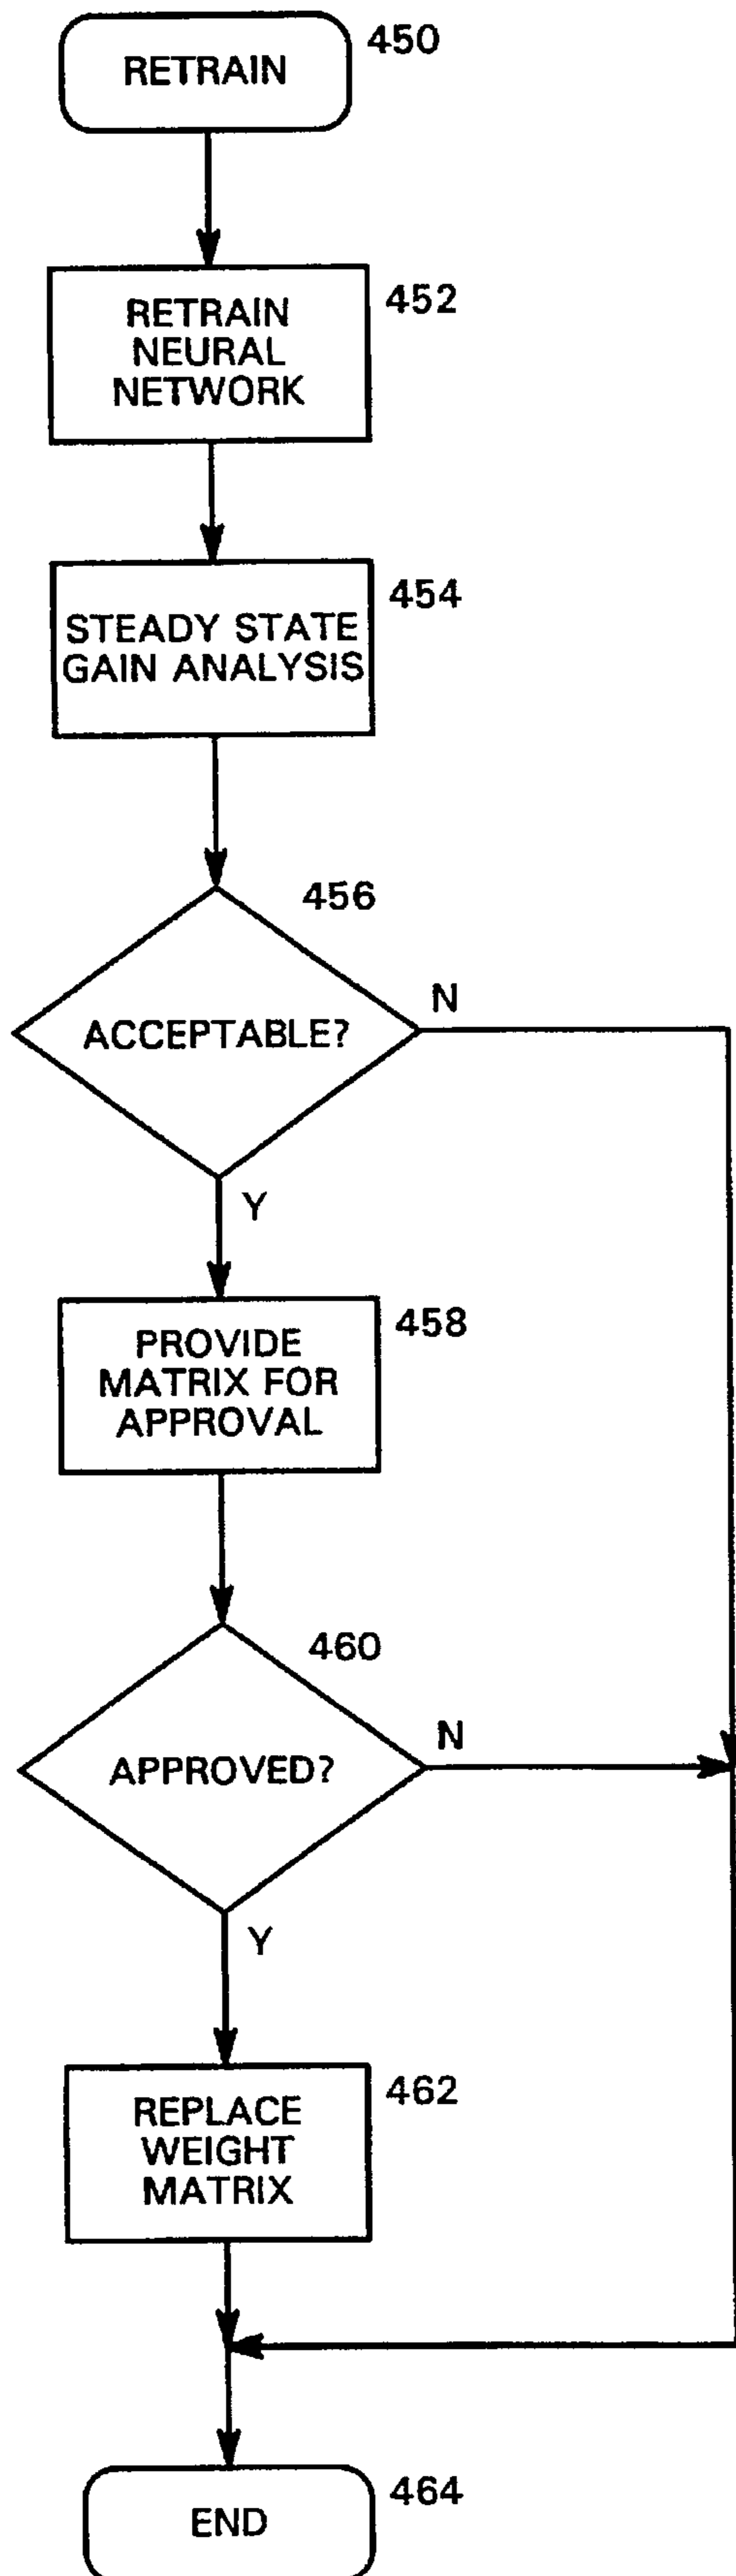 RETRAIN
450
RETRAIN
NEURAL
NETWORK
452
STEADY STATE
GAIN ANALYSIS
454
456
ACCEPTABLE?
N
Y
PROVIDE
MATRIX FOR
APPROVAL
458
460
APPROVED?
N
Y
REPLACE
WEIGHT
MATRIX
462
END
464